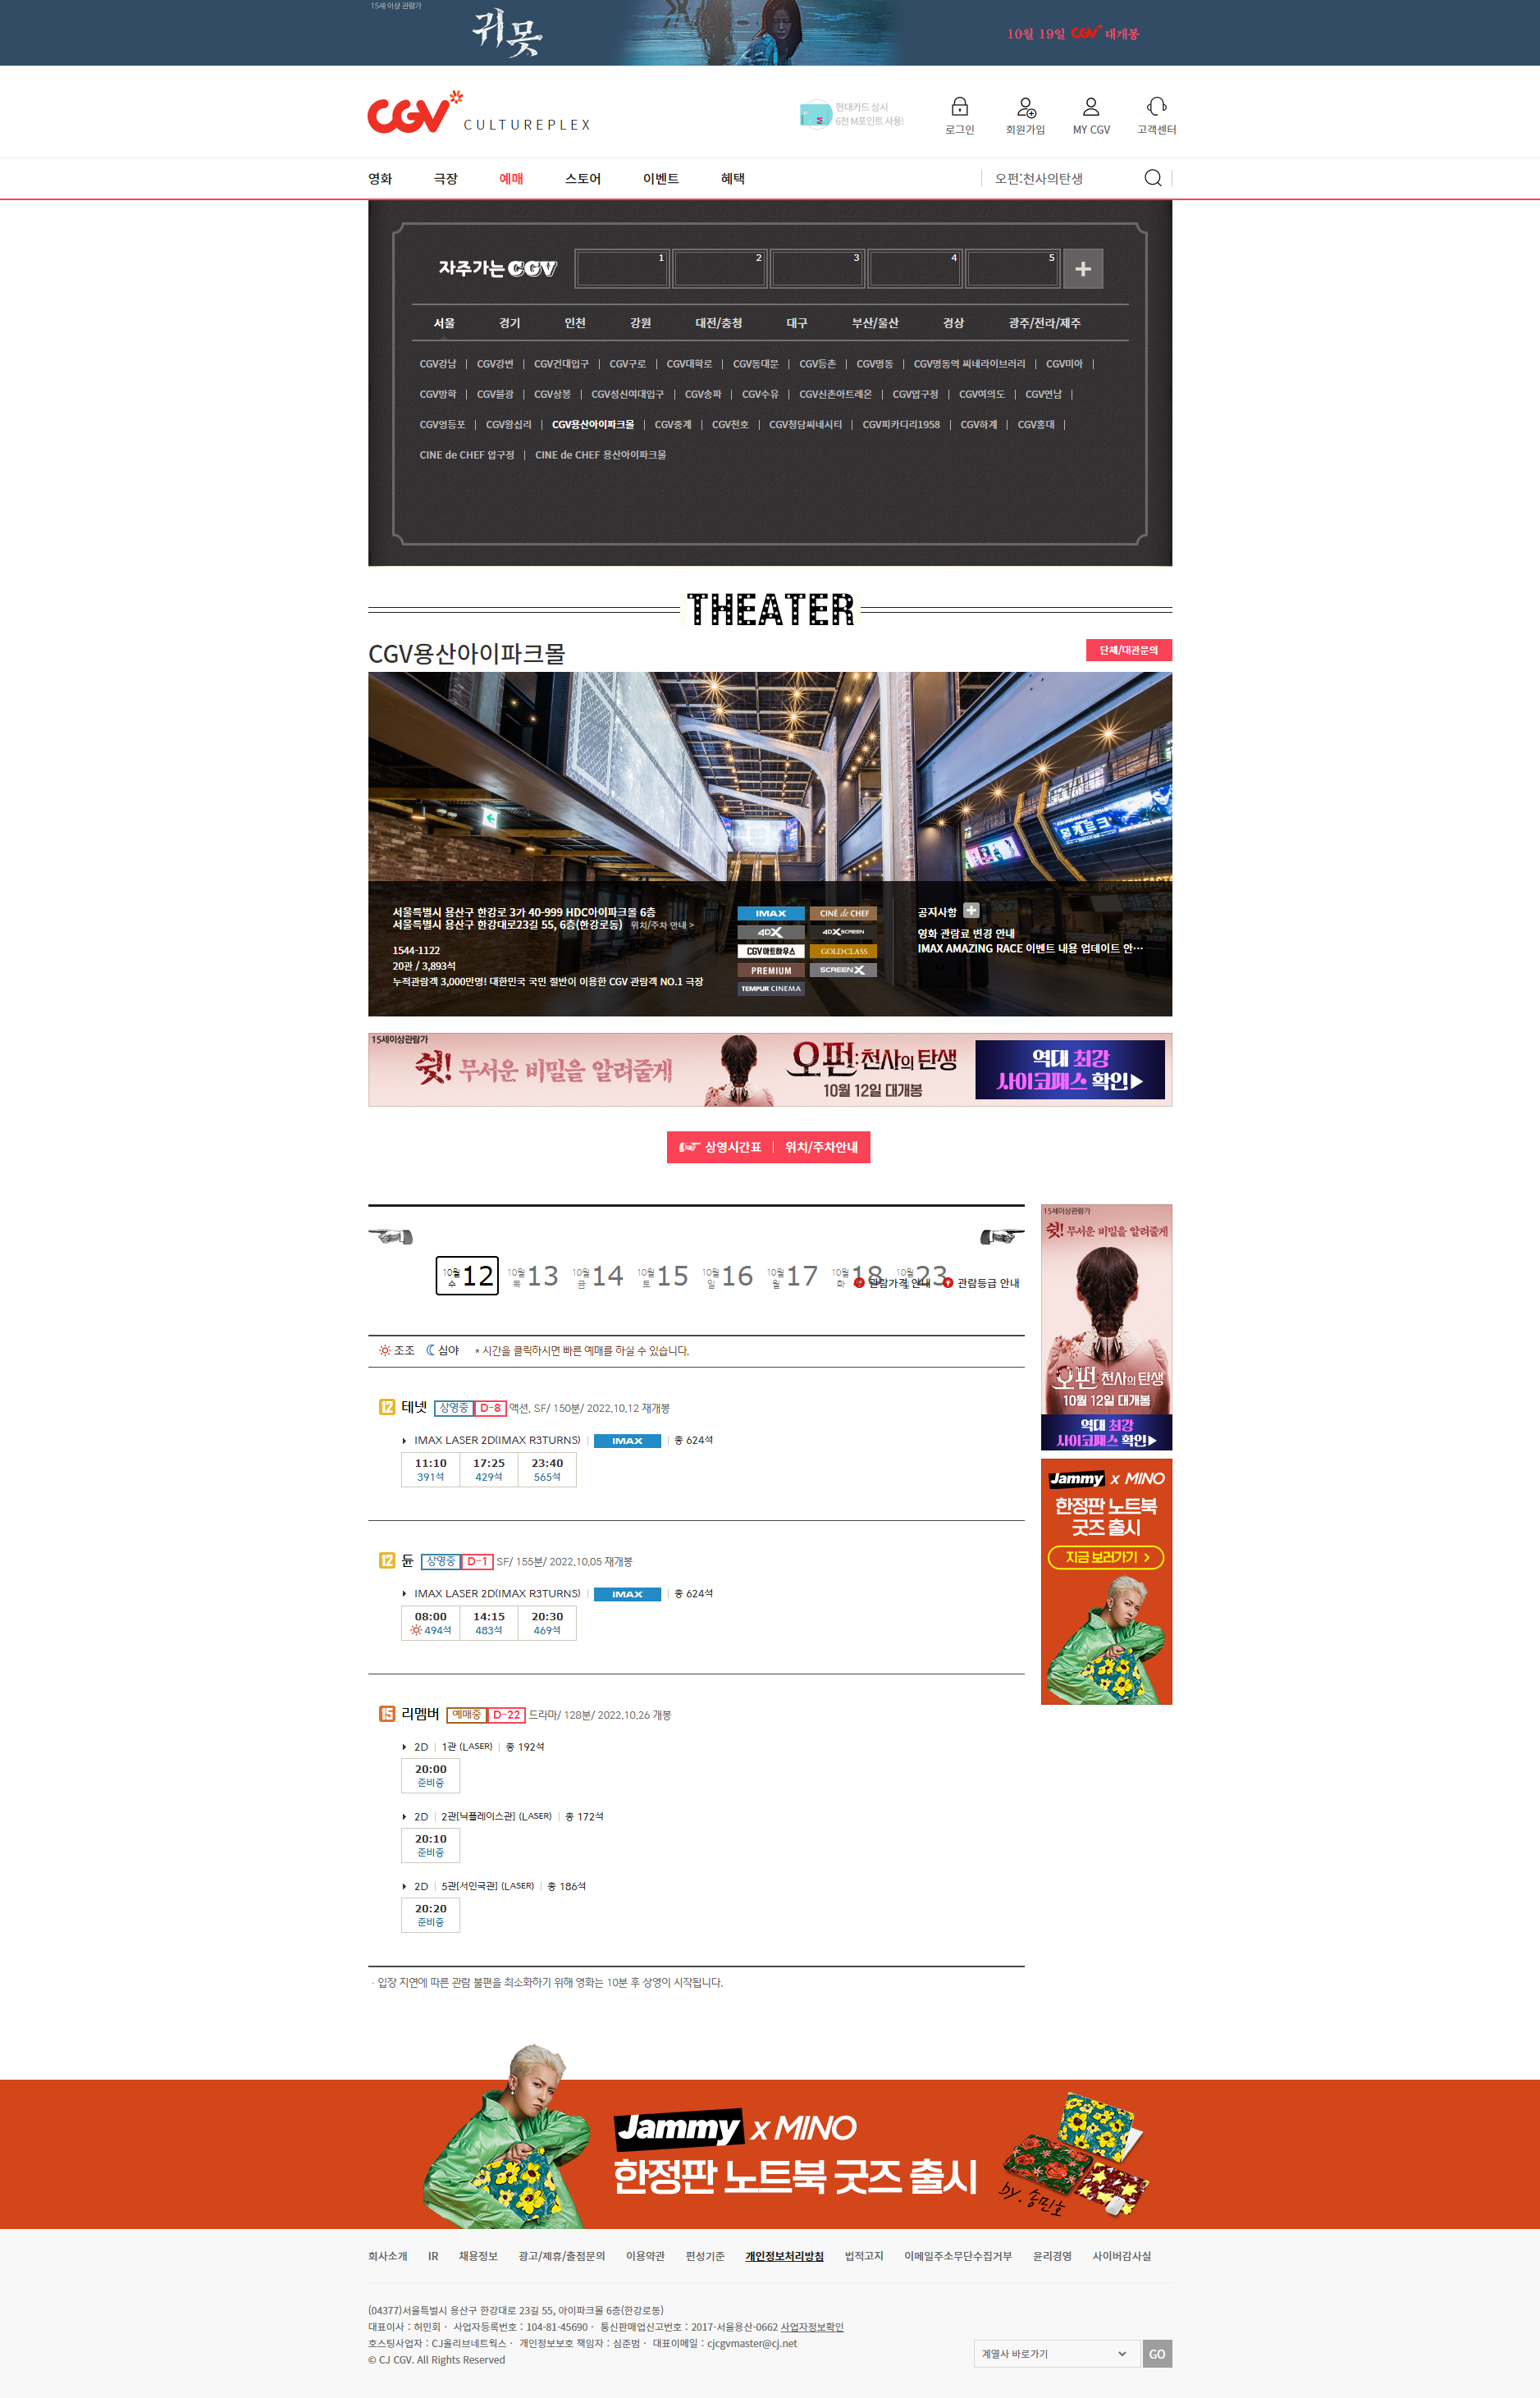 15세 이상 관람가
귀못
10월 19일 CGV 대개봉
CGV
CULTUREPLEX
현대카드 상시
6천 M포인트 사용!
로그인
회원가입
MY CGV
고객센터
영화
극장
예매
스토어
이벤트
혜택
오펀:천사의탄생
자주가는 CGV
1
2
3
4
5
서울
경기
인천
강원
대전/충청
대구
부산/울산
경상
광주/전라/제주
CGV강남 | CGV강변 | CGV건대입구 | CGV구로 | CGV대학로 | CGV동대문 | CGV등촌 | CGV명동 | CGV명동역 씨네라이브러리 | CGV미아 |
CGV방학 | CGV불광 | CGV상봉 | CGV성신여대입구 | CGV송파 | CGV수유 | CGV신촌아트레온 | CGV압구정 | CGV여의도 | CGV연남 |
CGV영등포 | CGV왕십리 | CGV용산아이파크몰 | CGV중계 | CGV천호 | CGV청담씨네시티 | CGV피카디리1958 | CGV하계 | CGV홍대 |
CINE de CHEF 압구정 | CINE de CHEF 용산아이파크몰
THEATER
CGV용산아이파크몰
단체/대관문의
POPCORN FACT
서울특별시 용산구 한강로 3가 40-999 HDC아이파크몰 6층
서울특별시 용산구 한강대로23길 55, 6층(한강로동) 위치/주차 안내 >
1544-1122
20관 / 3,893석
누적관람객 3,000만명! 대한민국 국민 절반이 이용한 CGV 관람객 NO.1 극장
IMAX
CINE de CHEF
4DX
4DX SCREEN
CGV아트하우스
GOLD CLASS
PREMIUM
SCREENX
TEMPUR CINEMA
공지사항
영화 관람료 변경 안내
IMAX AMAZING RACE 이벤트 내용 업데이트 안…
15세이상관람가
쉿! 무서운 비밀을 알려줄게
오펀:천사의 탄생
10월 12일 대개봉
역대 최강
사이코패스 확인▶
상영시간표
위치/주차안내
10월 수 12
10월 목 13
10월 금 14
10월 토 15
10월 일 16
10월 월 17
10월 화 18
10월 23
관람가격 안내
관람등급 안내
조조
심야
* 시간을 클릭하시면 빠른 예매를 하실 수 있습니다.
12 테넷 상영중 D-8 액션, SF/ 150분/ 2022.10.12 재개봉
IMAX LASER 2D(IMAX R3TURNS) | IMAX | 총 624석
11:10 17:25 23:40
391석 429석 565석
12 듄 상영중 D-1 SF/ 155분/ 2022.10.05 재개봉
IMAX LASER 2D(IMAX R3TURNS) | IMAX | 총 624석
08:00 14:15 20:30
494석 483석 469석
15 리멤버 예매중 D-22 드라마/ 128분/ 2022.10.26 개봉
2D | 1관 (LASER) | 총 192석
20:00
준비중
2D | 2관[닉플레이스관] (LASER) | 총 172석
20:10
준비중
2D | 5관[서인국관] (LASER) | 총 186석
20:20
준비중
· 입장 지연에 따른 관람 불편을 최소화하기 위해 영화는 10분 후 상영이 시작됩니다.
15세이상관람가
쉿! 무서운 비밀을 알려줄게
오펀:천사의 탄생
10월 12일 대개봉
역대 최강
사이코패스 확인▶
Jammy x MINO
한정판 노트북
굿즈 출시
지금 보러가기 >
Jammy x MINO
한정판 노트북 굿즈 출시
by. 송민호
회사소개
IR
채용정보
광고/제휴/출점문의
이용약관
편성기준
개인정보처리방침
법적고지
이메일주소무단수집거부
윤리경영
사이버감사실
(04377)서울특별시 용산구 한강대로 23길 55, 아이파크몰 6층(한강로동)
대표이사 : 허민회 · 사업자등록번호 : 104-81-45690 · 통신판매업신고번호 : 2017-서울용산-0662 사업자정보확인
호스팅사업자 : CJ올리브네트웍스 · 개인정보보호 책임자 : 심준범 · 대표이메일 : cjcgvmaster@cj.net
© CJ CGV. All Rights Reserved
계열사 바로가기
GO